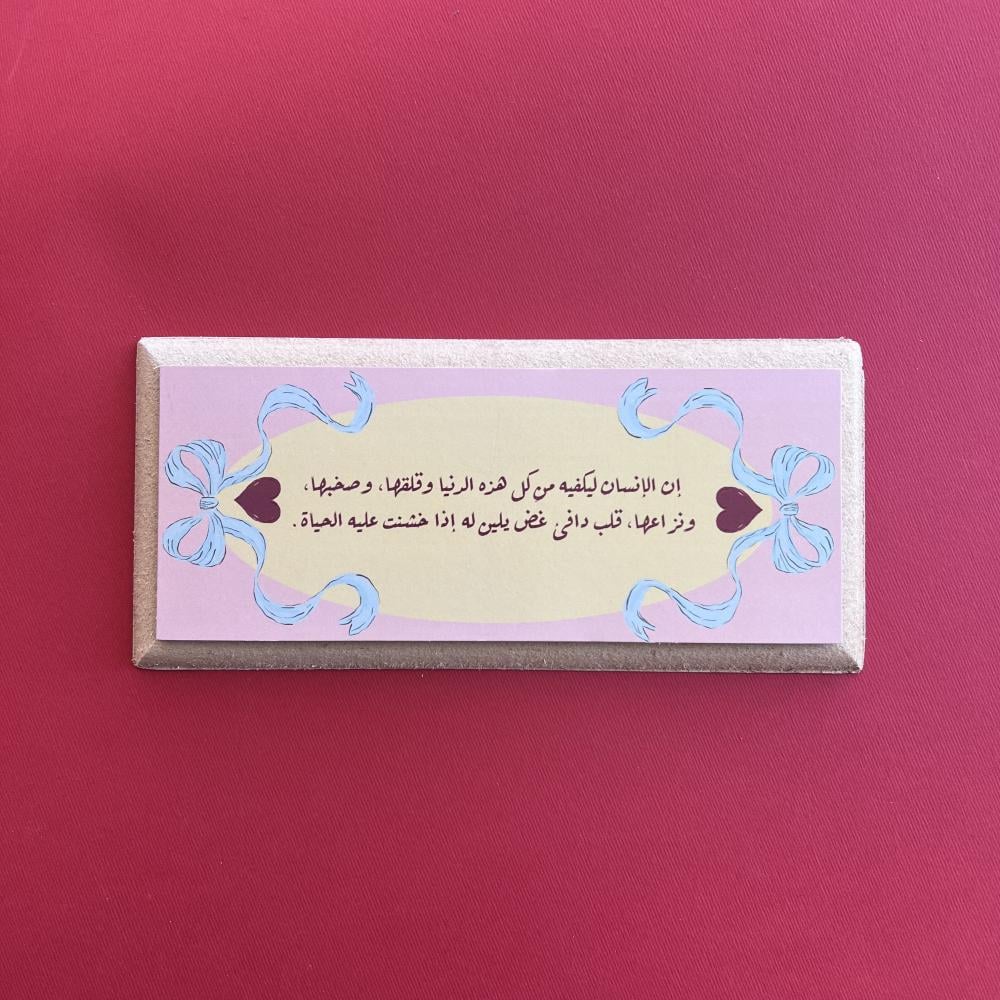 إن الإنسان ليكفيه من كل هذه الدنيا وقلقها، وصخبها،
ونزاعها، قلب دافئ غض يلين له إذا خشنت عليه الحياة.